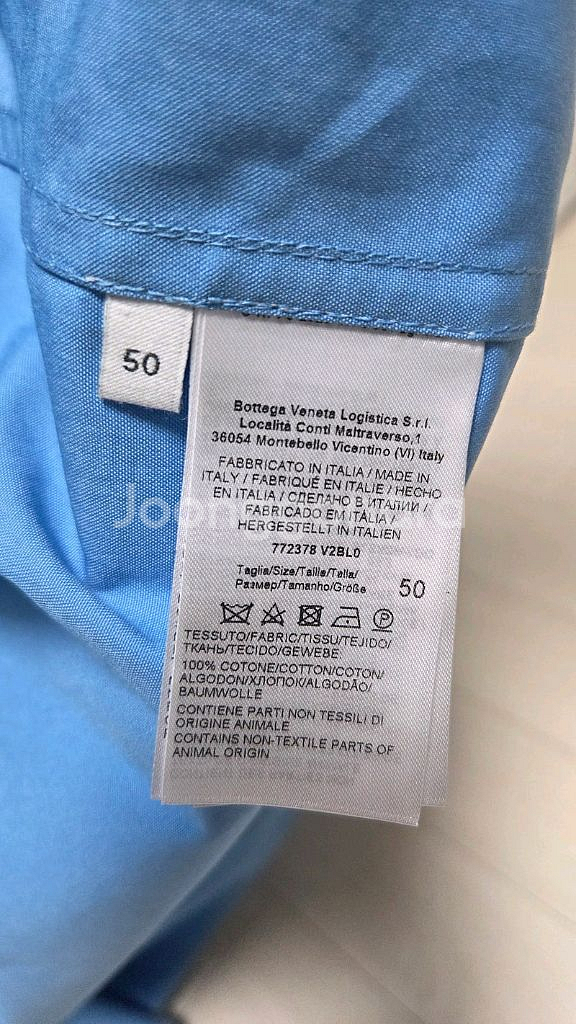 50
Bottega Veneta Logistica S.r.l.
Località Conti Maltraverso,1
36054 Montebello Vicentino (VI) Italy
FABBRICATO IN ITALIA / MADE IN
ITALY / FABRIQUÉ EN ITALIE / HECHO
EN ITALIA / СДЕЛАНО В ИТАЛИИ /
FABRICADO EM ITÁLIA /
HERGESTELLT IN ITALIEN
772378 V2BL0
Taglia/Size/Taille/Talla/
Размер/Tamanho/Größe 50
P
TESSUTO/FABRIC/TISSU/TEJIDO/
ТКАНЬ/TECIDO/GEWEBE
100% COTONE/COTTON/COTON/
ALGODON/ХЛОПОК/ALGODÃO/
BAUMWOLLE
CONTIENE PARTI NON TESSILI DI
ORIGINE ANIMALE
CONTAINS NON-TEXTILE PARTS OF
ANIMAL ORIGIN